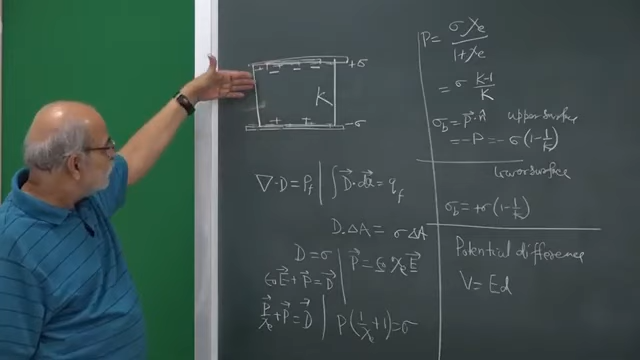 + - - - - +σ
K
+ + -σ
∇·D = ρf | ∫ D⃗·da⃗ = qf
D·ΔA = σΔA
D = σ | P⃗ = ε0 χe E⃗
ε0E⃗ + P⃗ = D⃗
P⃗/χe + P⃗ = D⃗ | P(1/χe + 1) = σ
P = σχe/(1+χe)
= σ (K-1)/K
σb = P⃗·n̂ upper surface
= -P = -σ(1-1/K)
lower surface
σb = +σ(1-1/K)
Potential difference
V = Ed